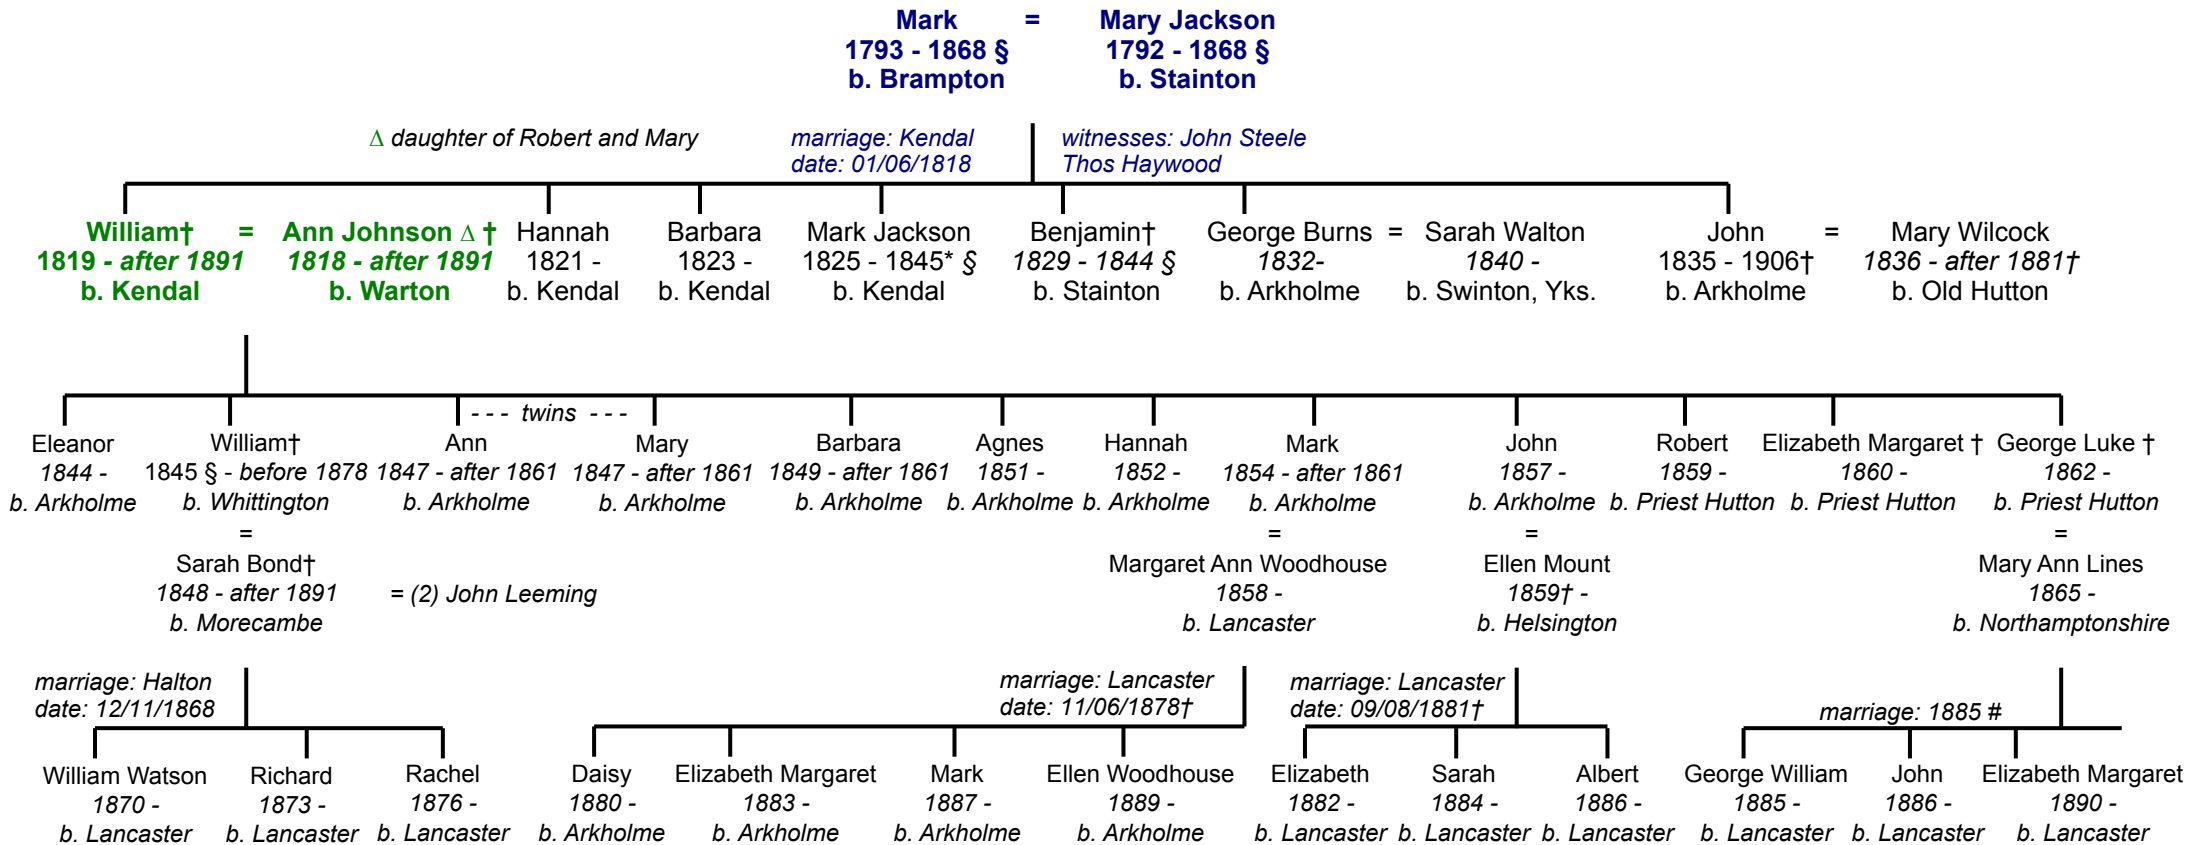 Mark = Mary Jackson
1793 - 1868 § 1792 - 1868 §
b. Brampton b. Stainton
∆ daughter of Robert and Mary
marriage: Kendal
date: 01/06/1818
witnesses: John Steele
Thos Haywood
William† = Ann Johnson ∆ † Hannah Barbara Mark Jackson Benjamin† George Burns = Sarah Walton John = Mary Wilcock
1819 - after 1891 1818 - after 1891 1821 - 1823 - 1825 - 1845* § 1829 - 1844 § 1832- 1840 - 1835 - 1906† 1836 - after 1881†
b. Kendal b. Warton b. Kendal b. Kendal b. Kendal b. Stainton b. Arkholme b. Swinton, Yks. b. Arkholme b. Old Hutton
- - - twins - - -
Eleanor William† Ann Mary Barbara Agnes Hannah Mark John Robert Elizabeth Margaret † George Luke †
1844 - 1845 § - before 1878 1847 - after 1861 1847 - after 1861 1849 - after 1861 1851 - 1852 - 1854 - after 1861 1857 - 1859 - 1860 - 1862 -
b. Arkholme b. Whittington b. Arkholme b. Arkholme b. Arkholme b. Arkholme b. Arkholme b. Arkholme b. Arkholme b. Priest Hutton b. Priest Hutton b. Priest Hutton
= = = =
Sarah Bond† Margaret Ann Woodhouse Ellen Mount Mary Ann Lines
1848 - after 1891 = (2) John Leeming 1858 - 1859† - 1865 -
b. Morecambe b. Lancaster b. Helsington b. Northamptonshire
marriage: Halton
date: 12/11/1868
marriage: Lancaster
date: 11/06/1878†
marriage: Lancaster
date: 09/08/1881†
marriage: 1885 #
William Watson Richard Rachel Daisy Elizabeth Margaret Mark Ellen Woodhouse Elizabeth Sarah Albert George William John Elizabeth Margaret
1870 - 1873 - 1876 - 1880 - 1883 - 1887 - 1889 - 1882 - 1884 - 1886 - 1885 - 1886 - 1890 -
b. Lancaster b. Lancaster b. Lancaster b. Arkholme b. Arkholme b. Arkholme b. Arkholme b. Lancaster b. Lancaster b. Lancaster b. Lancaster b. Lancaster b. Lancaster